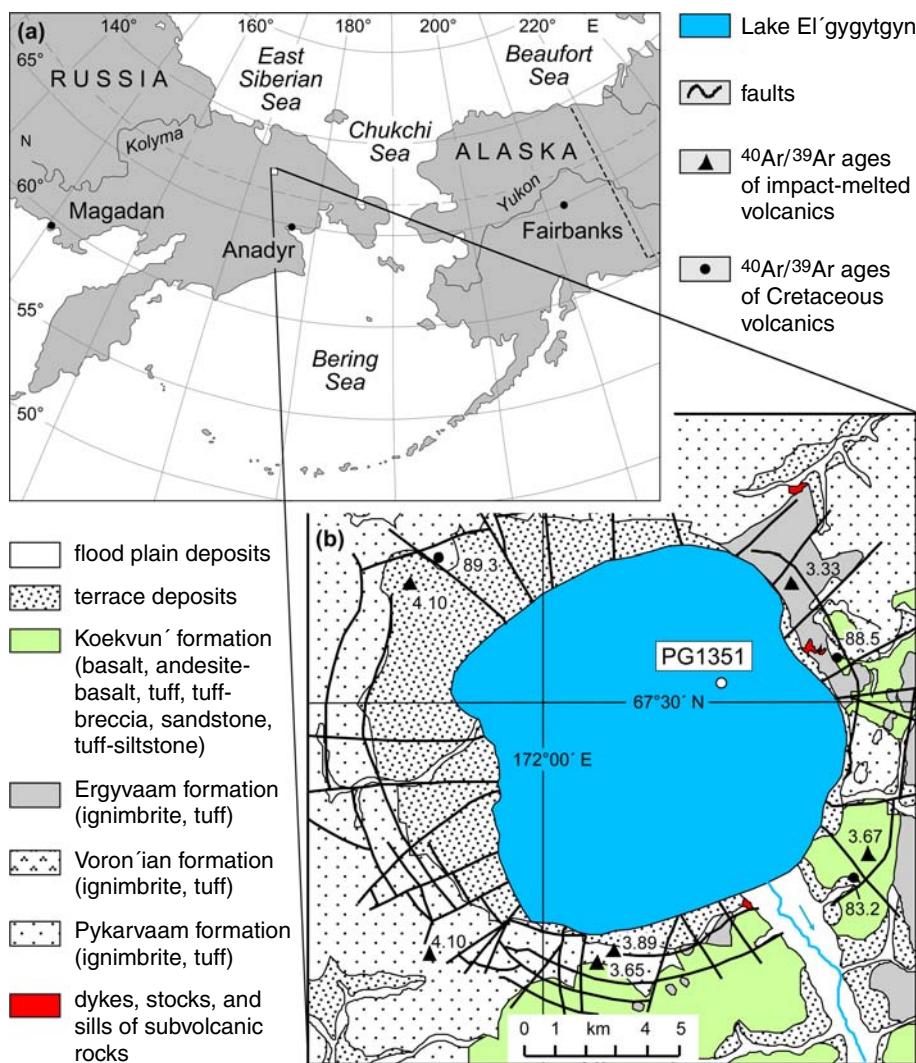 (a)
140°
160°
180°
200°
220°
E
65°
N
60°
55°
50°
RUSSIA
East
Siberian
Sea
Beaufort
Sea
Chukchi
Sea
ALASKA
Kolyma
Yukon
Magadan
Anadyr
Fairbanks
Bering
Sea
Lake El´gygytgyn
faults
40Ar/39Ar ages
of impact-melted
volcanics
40Ar/39Ar ages
of Cretaceous
volcanics
flood plain deposits
terrace deposits
Koekvun´ formation
(basalt, andesite-
basalt, tuff, tuff-
breccia, sandstone,
tuff-siltstone)
Ergyvaam formation
(ignimbrite, tuff)
Voron´ian formation
(ignimbrite, tuff)
Pykarvaam formation
(ignimbrite, tuff)
dykes, stocks, and
sills of subvolcanic
rocks
(b)
89.3
4.10
3.33
88.5
PG1351
67°30´ N
172°00´ E
3.67
83.2
4.10
3.89
3.65
0 1 km 4 5